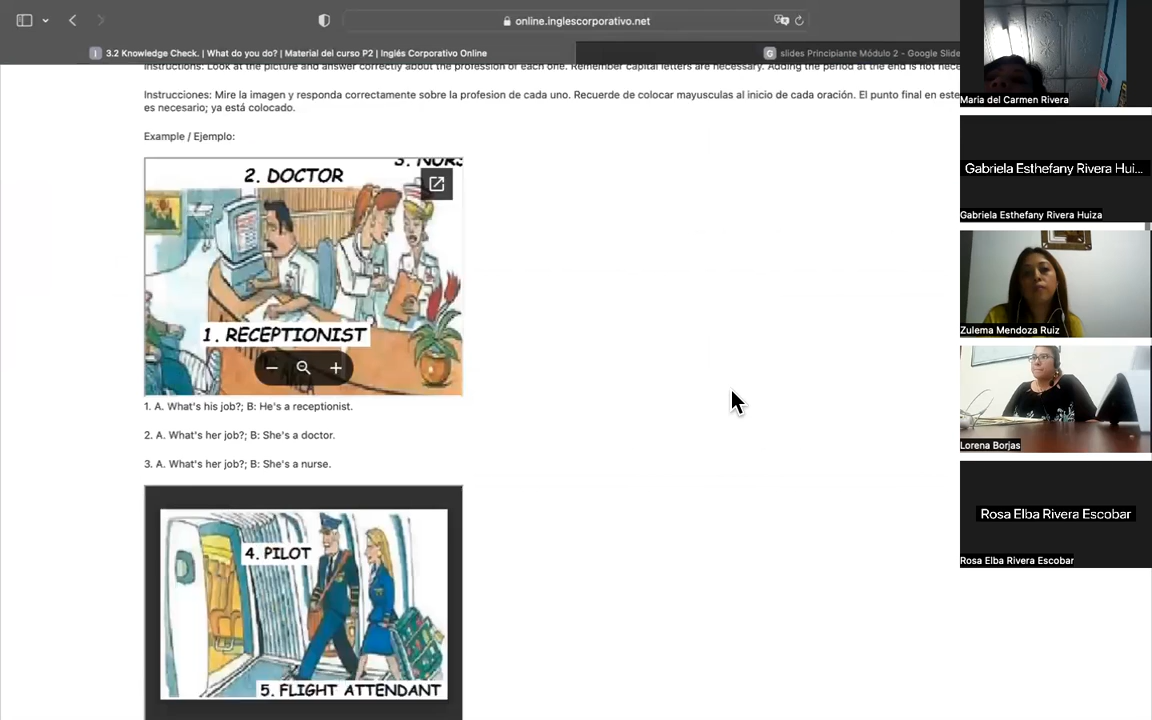 online.inglescorporativo.net
3.2 Knowledge Check. | What do you do? | Material del curso P2 | Inglés Corporativo Online
slides Principiante Módulo 2 - Google Slide
Instructions: Look at the picture and answer correctly about the profession of each one. Remember capital letters are necessary. Adding the period at the end is not nece
Instrucciones: Mire la imagen y responda correctamente sobre la profesion de cada uno. Recuerde de colocar mayusculas al inicio de cada oración. El punto final en este
es necesario; ya está colocado.
Example / Ejemplo:
3. NURS
2. DOCTOR
1. RECEPTIONIST
1. A. What's his job?; B: He's a receptionist.
2. A. What's her job?; B: She's a doctor.
3. A. What's her job?; B: She's a nurse.
4. PILOT
5. FLIGHT ATTENDANT
Maria del Carmen Rivera
Gabriela Esthefany Rivera Hui...
Gabriela Esthefany Rivera Huiza
Zulema Mendoza Ruiz
Lorena Borjas
Rosa Elba Rivera Escobar
Rosa Elba Rivera Escobar